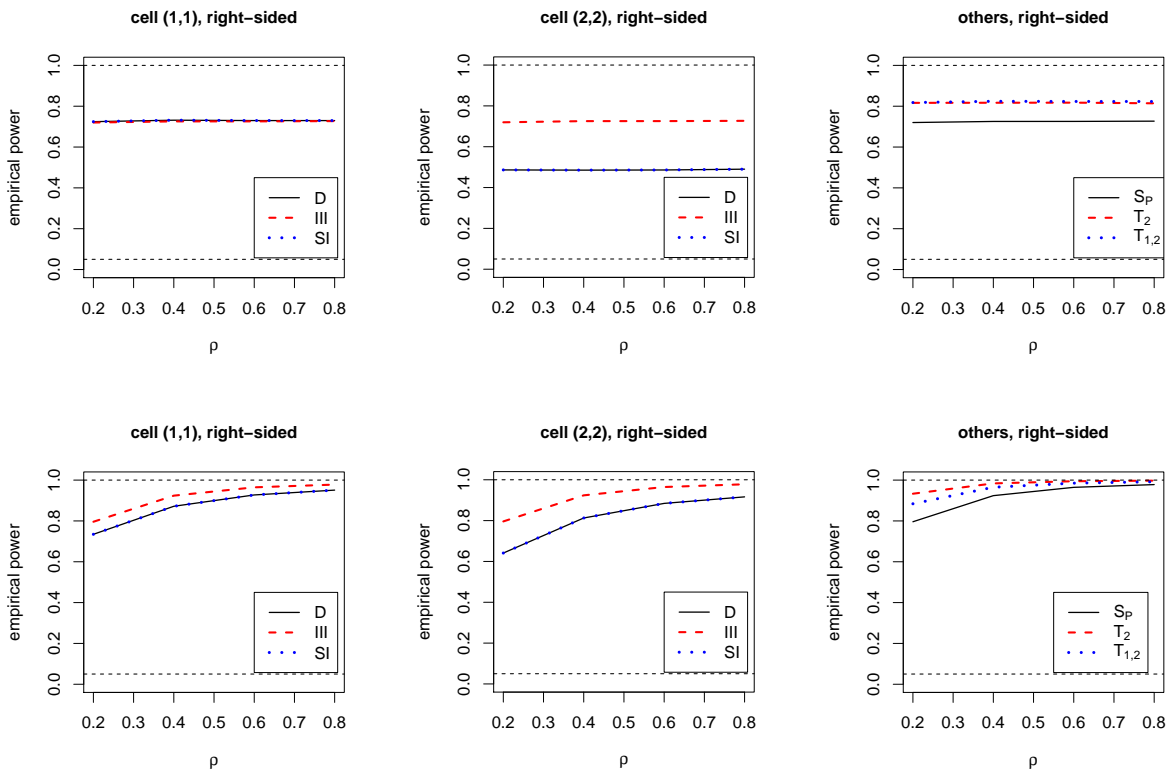 cell (1,1), right−sided
empirical power
0.0 0.2 0.4 0.6 0.8 1.0
D
III
SI
0.2 0.3 0.4 0.5 0.6 0.7 0.8
ρ
cell (2,2), right−sided
empirical power
0.0 0.2 0.4 0.6 0.8 1.0
D
III
SI
0.2 0.3 0.4 0.5 0.6 0.7 0.8
ρ
others, right−sided
empirical power
0.0 0.2 0.4 0.6 0.8 1.0
SP
T2
T1,2
0.2 0.3 0.4 0.5 0.6 0.7 0.8
ρ
cell (1,1), right−sided
empirical power
0.0 0.2 0.4 0.6 0.8 1.0
D
III
SI
0.2 0.3 0.4 0.5 0.6 0.7 0.8
ρ
cell (2,2), right−sided
empirical power
0.0 0.2 0.4 0.6 0.8 1.0
D
III
SI
0.2 0.3 0.4 0.5 0.6 0.7 0.8
ρ
others, right−sided
empirical power
0.0 0.2 0.4 0.6 0.8 1.0
SP
T2
T1,2
0.2 0.3 0.4 0.5 0.6 0.7 0.8
ρ